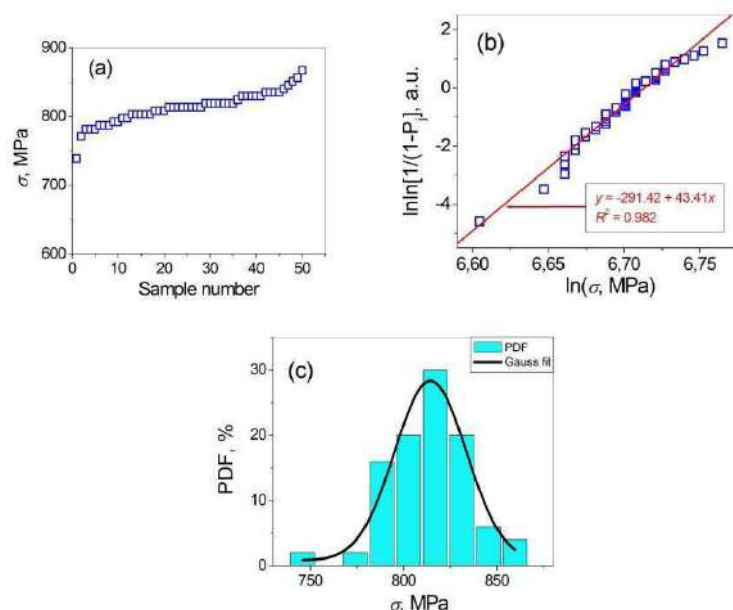 (a)
900
800
700
600
σ, MPa
0
10
20
30
40
50
Sample number
(b)
0
-2
-4
lnln[1/(1-Pj], a.u.
y = -291.42 + 43.41x
R² = 0.982
6,60
6,65
6,70
6,75
ln(σ, MPa)
(c)
PDF
Gauss fit
30
20
10
0
PDF, %
750
800
850
σ, MPa